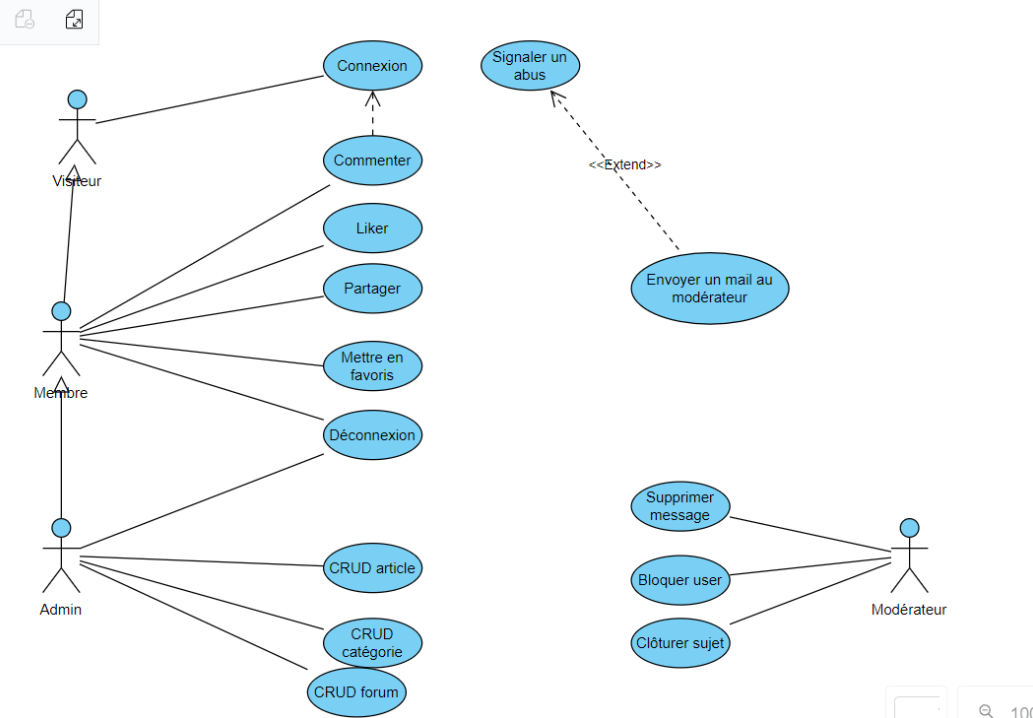 Connexion
Signaler un
abus
Visiteur
Commenter
<<Extend>>
Liker
Partager
Envoyer un mail au
modérateur
Mettre en
favoris
Membre
Déconnexion
Supprimer
message
CRUD article
Bloquer user
Admin
Modérateur
CRUD
catégorie
Clôturer sujet
CRUD forum